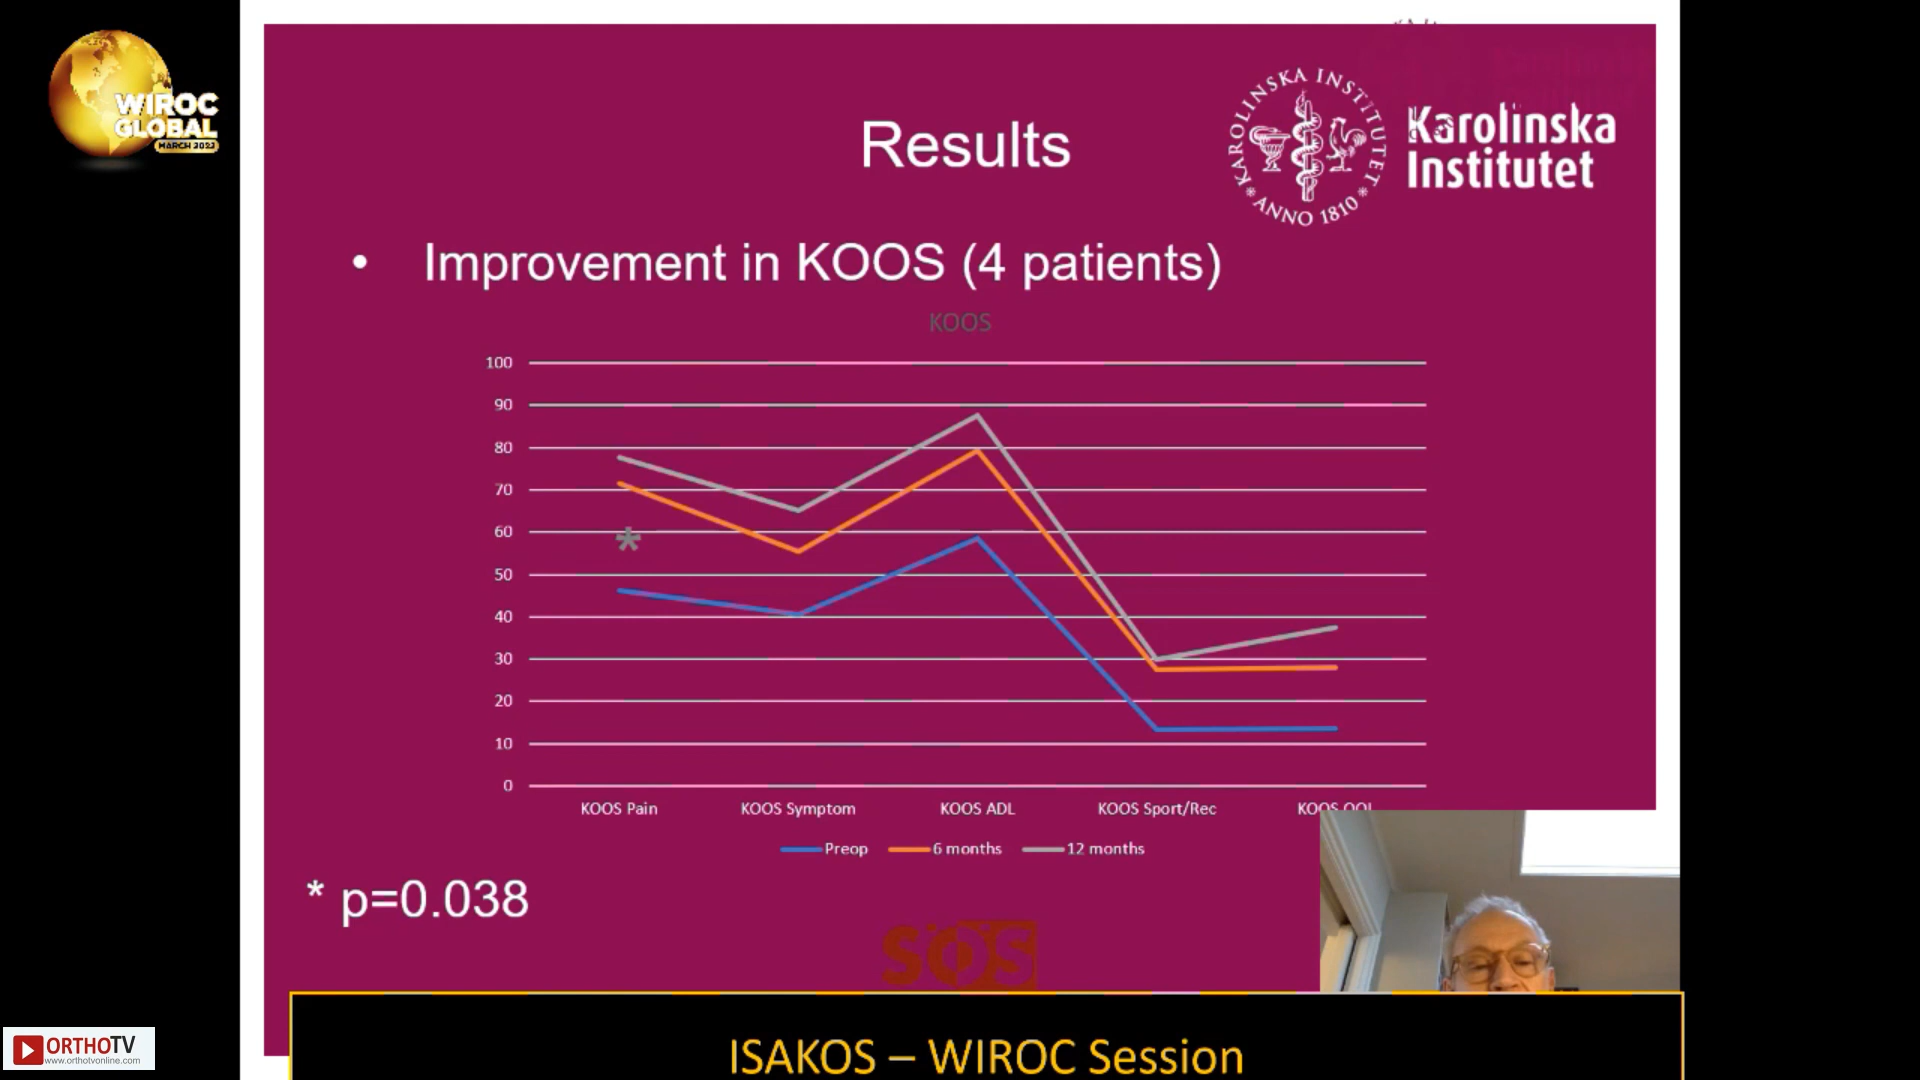 WIROC
GLOBAL
MARCH 2022
Results
KAROLINSKA INSTITUTET
* ANNO 1810 *
Karolinska
Institutet
• Improvement in KOOS (4 patients)
KOOS
100
90
80
70
60
50
40
30
20
10
0
*
KOOS Pain
KOOS Symptom
KOOS ADL
KOOS Sport/Rec
KOOS QOL
Preop
6 months
12 months
* p=0.038
SÖS
ISAKOS – WIROC Session
ORTHOTV
www.orthotvonline.com